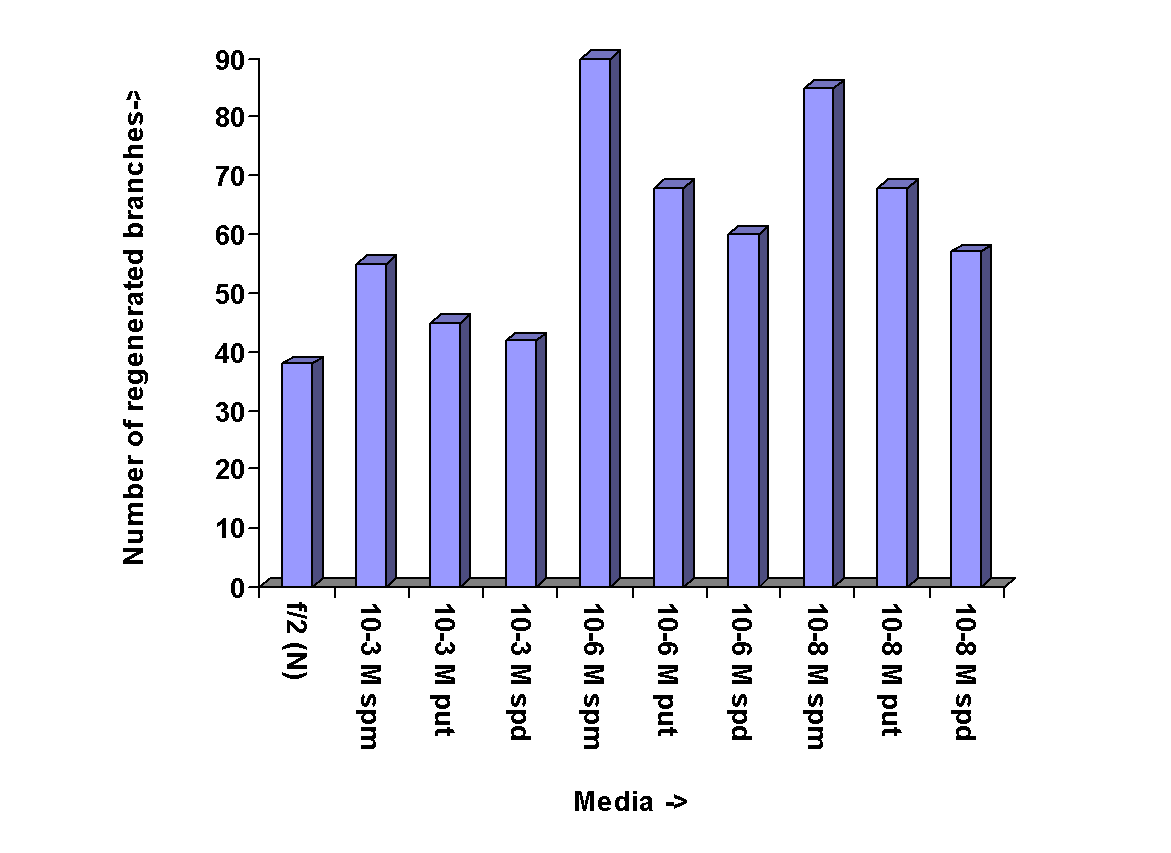 Number of regenerated branches->
90
80
70
60
50
40
30
20
10
0
f/2 (N)
10-3 M spm
10-3 M put
10-3 M spd
10-6 M spm
10-6 M put
10-6 M spd
10-8 M spm
10-8 M put
10-8 M spd
Media ->